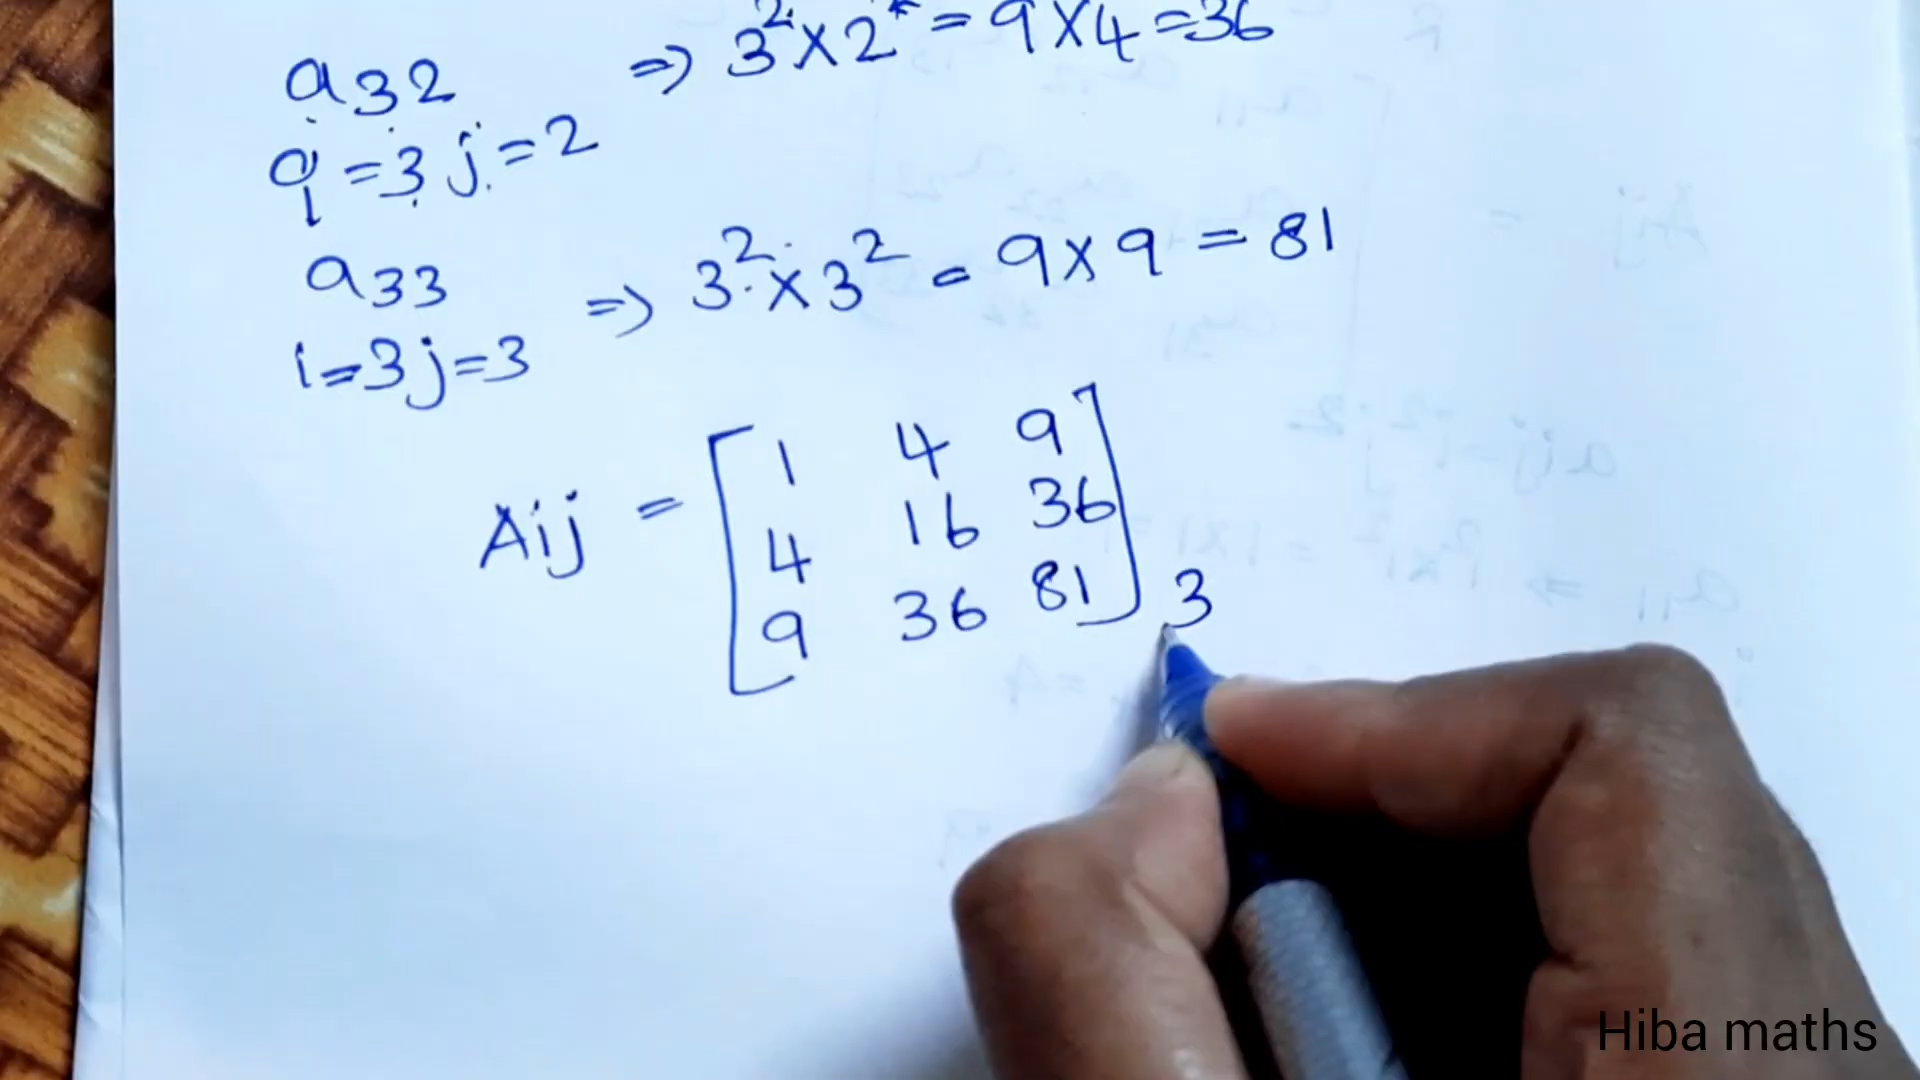 a32 ⇒ 3²×2² = 9×4=36
i=3 j=2
a33 ⇒ 3²×3² = 9×9 = 81
i=3 j=3
Aij = [1 4 9
4 16 36
9 36 81] 3
Hiba maths